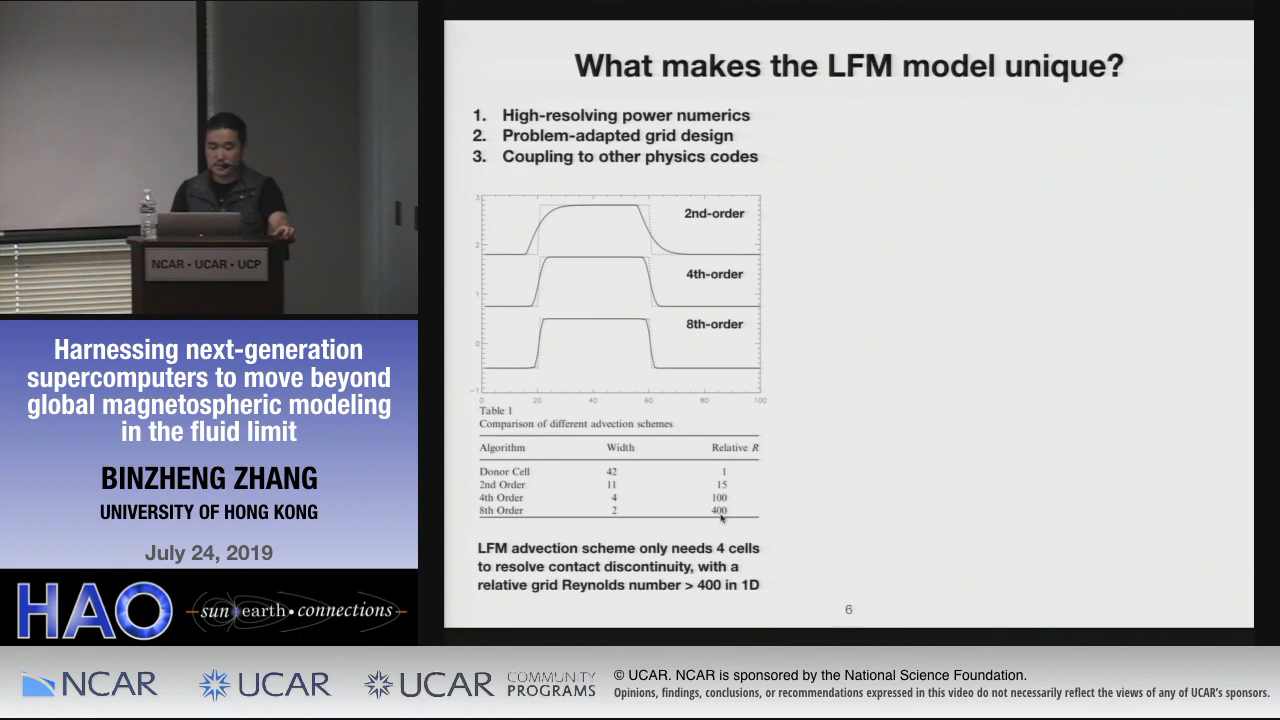 NCAR • UCAR • UCP
Harnessing next-generation
supercomputers to move beyond
global magnetospheric modeling
in the fluid limit
BINZHENG ZHANG
UNIVERSITY OF HONG KONG
July 24, 2019
HAO
sun earth • connections
What makes the LFM model unique?
1. High-resolving power numerics
2. Problem-adapted grid design
3. Coupling to other physics codes
3
2
1
0
-1
2nd-order
4th-order
8th-order
0 20 40 60 80 100
Table 1
Comparison of different advection schemes
Algorithm Width Relative R
Donor Cell 42 1
2nd Order 11 15
4th Order 4 100
8th Order 2 400
LFM advection scheme only needs 4 cells
to resolve contact discontinuity, with a
relative grid Reynolds number > 400 in 1D
6
NCAR
UCAR
UCAR
COMMUNITY
PROGRAMS
© UCAR. NCAR is sponsored by the National Science Foundation.
Opinions, findings, conclusions, or recommendations expressed in this video do not necessarily reflect the views of any of UCAR's sponsors.